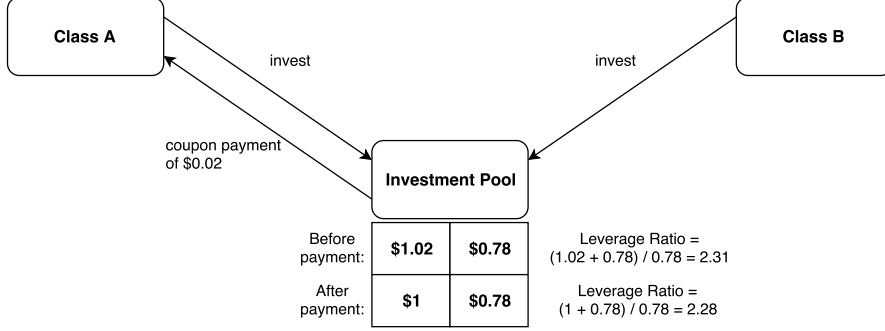 Class A
Class B
invest
invest
coupon payment
of $0.02
Investment Pool
Before
payment:
$1.02
$0.78
Leverage Ratio =
(1.02 + 0.78) / 0.78 = 2.31
After
payment:
$1
$0.78
Leverage Ratio =
(1 + 0.78) / 0.78 = 2.28